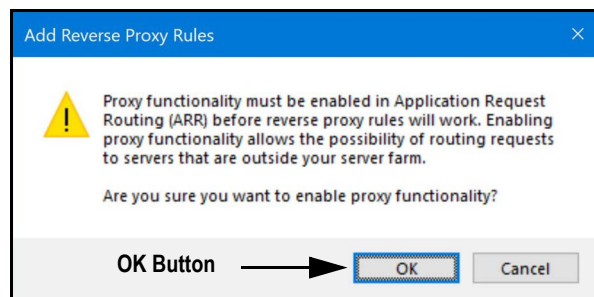 Add Reverse Proxy Rules
Proxy functionality must be enabled in Application Request
Routing (ARR) before reverse proxy rules will work. Enabling
proxy functionality allows the possibility of routing requests
to servers that are outside your server farm.
Are you sure you want to enable proxy functionality?
OK Button
OK
Cancel